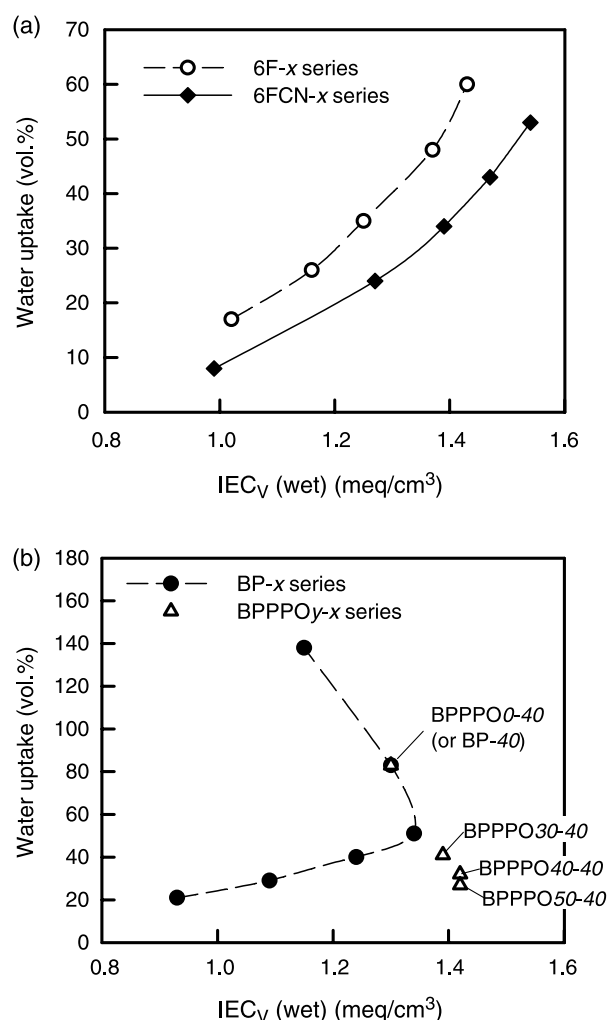 (a)
70
60
50
40
30
20
10
0
Water uptake (vol.%)
6F-x series
6FCN-x series
0.8 1.0 1.2 1.4 1.6
IECV (wet) (meq/cm3)
(b)
180
160
140
120
100
80
60
40
20
0
Water uptake (vol.%)
BP-x series
BPPPOy-x series
BPPPO0-40
(or BP-40)
BPPPO30-40
BPPPO40-40
BPPPO50-40
0.8 1.0 1.2 1.4 1.6
IECV (wet) (meq/cm3)